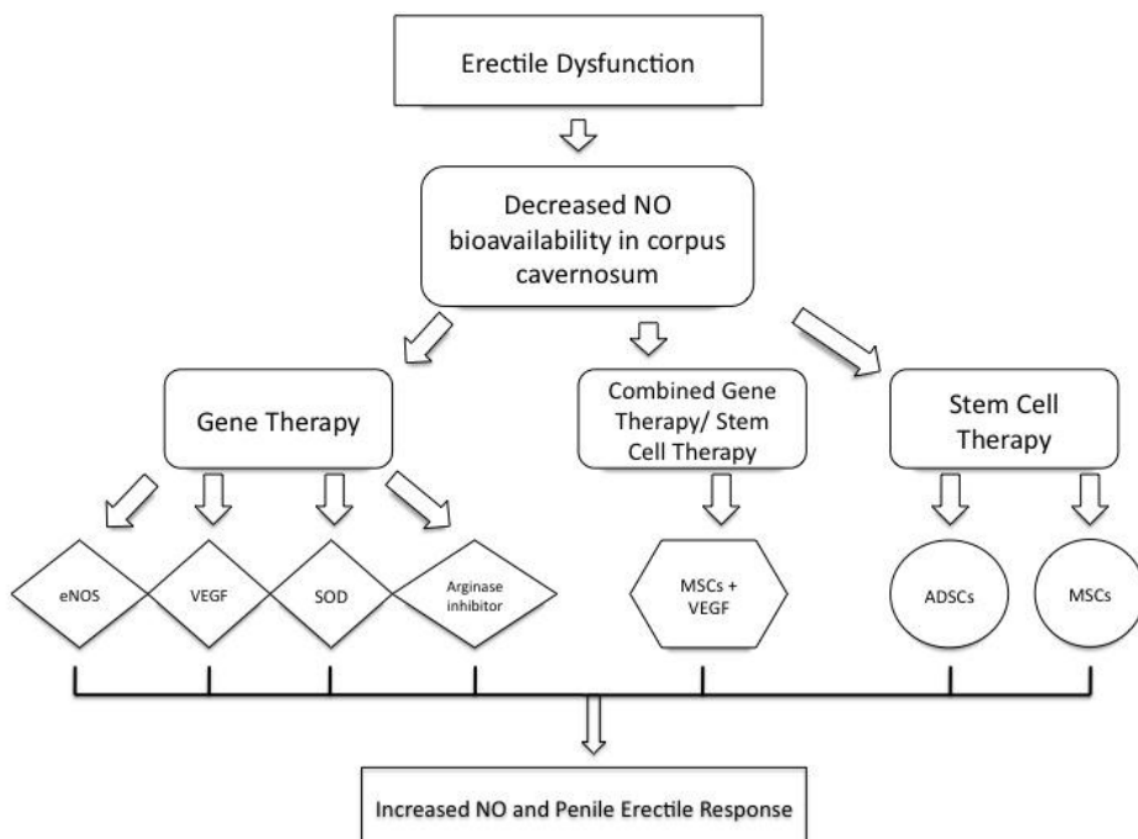 Erectile Dysfunction
Decreased NO
bioavailability in corpus
cavernosum
Gene Therapy
Combined Gene
Therapy/ Stem
Cell Therapy
Stem Cell
Therapy
eNOS
VEGF
SOD
Arginase
inhibitor
MSCs +
VEGF
ADSCs
MSCs
Increased NO and Penile Erectile Response